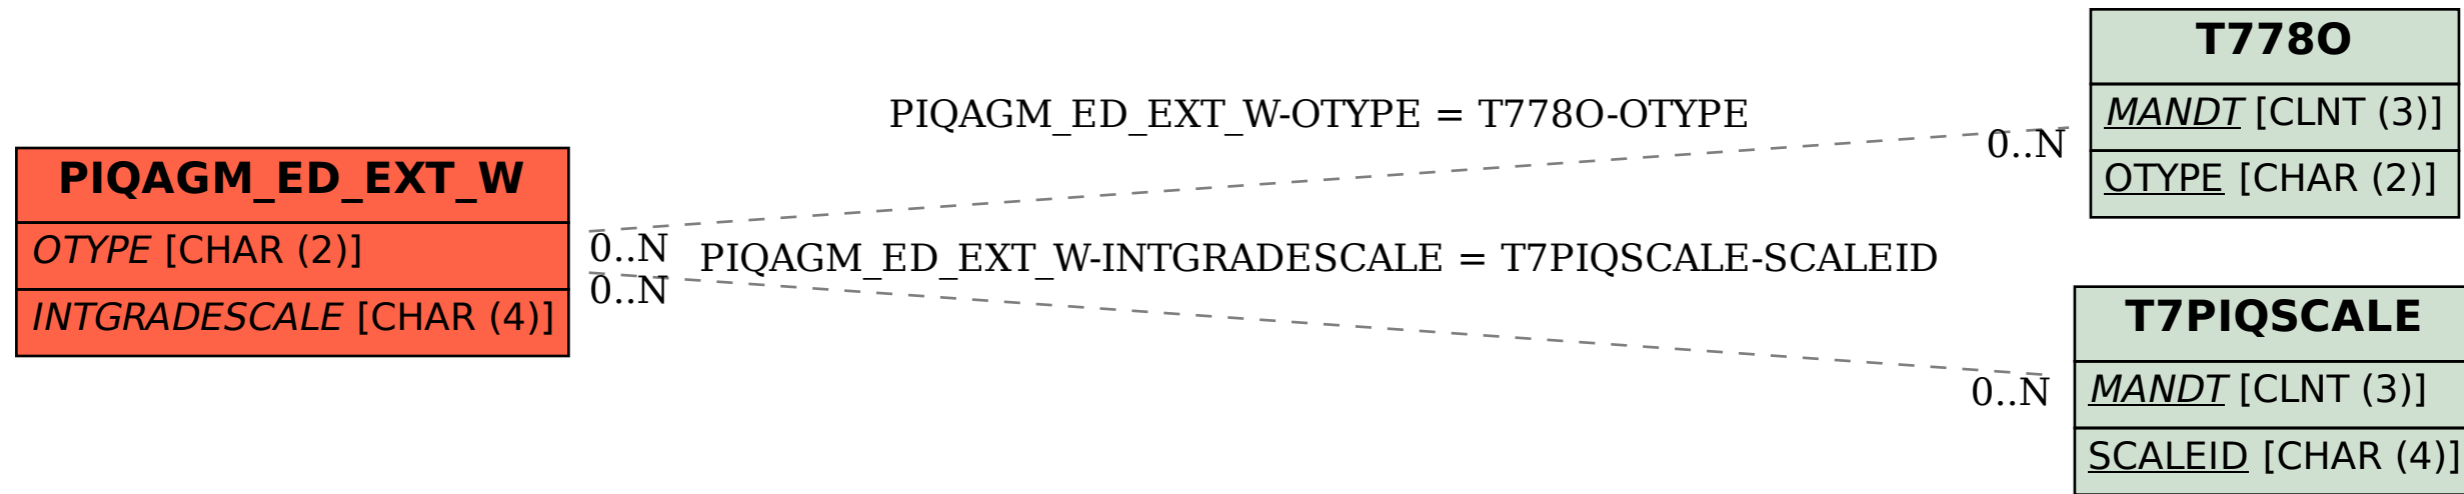 PIQAGM_ED_EXT_W
OTYPE [CHAR (2)]
INTGRADESCALE [CHAR (4)]
PIQAGM_ED_EXT_W-OTYPE = T778O-OTYPE
0..N
0..N
PIQAGM_ED_EXT_W-INTGRADESCALE = T7PIQSCALE-SCALEID
0..N
0..N
T778O
MANDT [CLNT (3)]
OTYPE [CHAR (2)]
T7PIQSCALE
MANDT [CLNT (3)]
SCALEID [CHAR (4)]